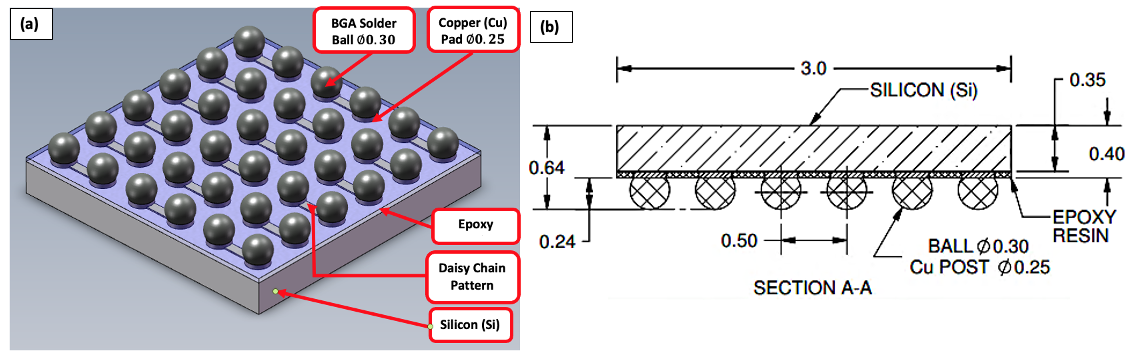 (a)
BGA Solder
Ball ∅0.30
Copper (Cu)
Pad ∅0.25
Epoxy
Daisy Chain
Pattern
Silicon (Si)
(b)
3.0
SILICON (Si)
0.35
0.64
0.40
0.24
0.50
EPOXY
RESIN
BALL ∅0.30
Cu POST ∅0.25
SECTION A-A